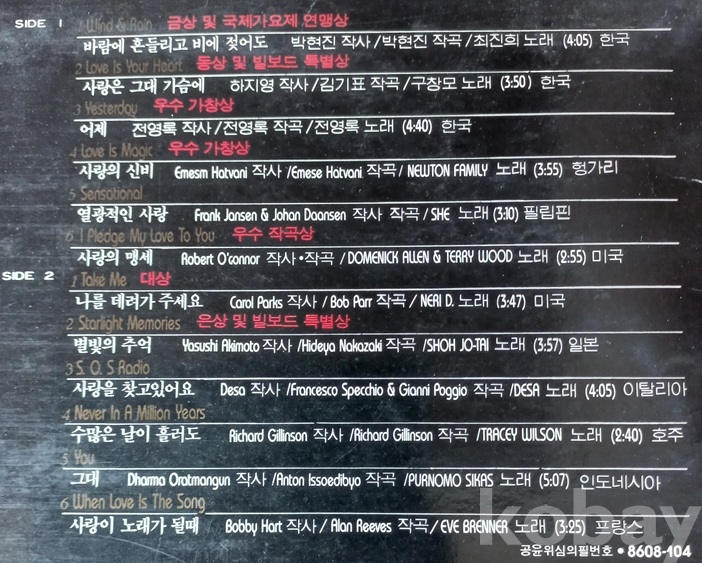 SIDE 1
1 Wind & Rain 금상 및 국제가요제 연맹상
바람에 흔들리고 비에 젖어도 박현진 작사/박현진 작곡/최진희 노래 (4:05) 한국
2 Love Is Your Heart 동상 및 빌보드 특별상
사랑은 그대 가슴에 하지영 작사/김기표 작곡/구창모 노래 (3:50) 한국
3 Yesterday 우수 가창상
어제 전영록 작사/전영록 작곡/전영록 노래 (4:40) 한국
4 Love Is Magic 우수 가창상
사랑의 신비 Emesm Hatvani 작사/Emese Hatvani 작곡/NEWTON FAMILY 노래 (3:55) 헝가리
5 Sensational
열광적인 사랑 Frank Jansen & Johan Daansen 작사 작곡/SHE 노래 (3:10) 필립핀
6 I Pledge My Love To You 우수 작곡상
사랑의 맹세 Robert O'connor 작사•작곡/DOMENICK ALLEN & TERRY WOOD 노래 (2:55) 미국
SIDE 2
1 Take Me 대상
나를 데려가 주세요 Carol Parks 작사/Bob Parr 작곡/NERI D. 노래 (3:47) 미국
2 Starlight Memories 은상 및 빌보드 특별상
별빛의 추억 Yasushi Akimoto 작사/Hideya Nakazaki 작곡/SHOH JO-TAI 노래 (3:57) 일본
3 S. O. S Radio
사랑을 찾고있어요 Desa 작사/Francesco Specchio & Gianni Poggio 작곡/DESA 노래 (4:05) 이탈리아
4 Never In A Million Years
수많은 날이 흘러도 Richard Gillinson 작사/Richard Gillinson 작곡/TRACEY WILSON 노래 (2:40) 호주
5 You
그대 Dharma Oratmangun 작사/Anton Issoedibyo 작곡/PURNOMO SIKAS 노래 (5:07) 인도네시아
6 When Love Is The Song
사랑이 노래가 될때 Bobby Hart 작사/Alan Reeves 작곡/EVE BRENNER 노래 (3:25) 프랑스
kobay
공윤위심의필번호 • 8608-104